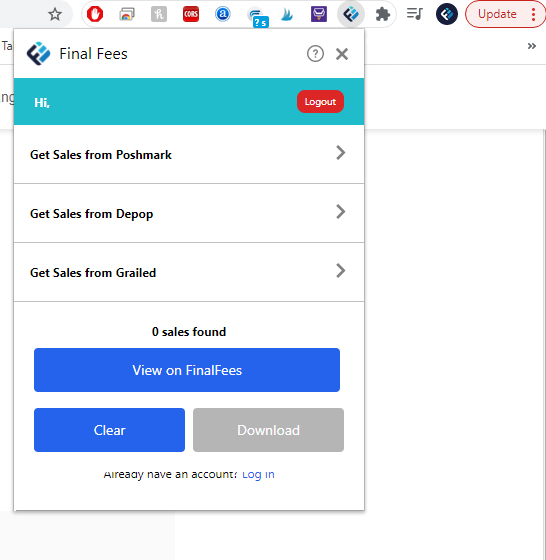 CORS
a
? 5
Update
Ta
»
Final Fees
?
ng
Hi,
Logout
Get Sales from Poshmark
Get Sales from Depop
Get Sales from Grailed
0 sales found
View on FinalFees
Clear
Download
Already have an account? Log in